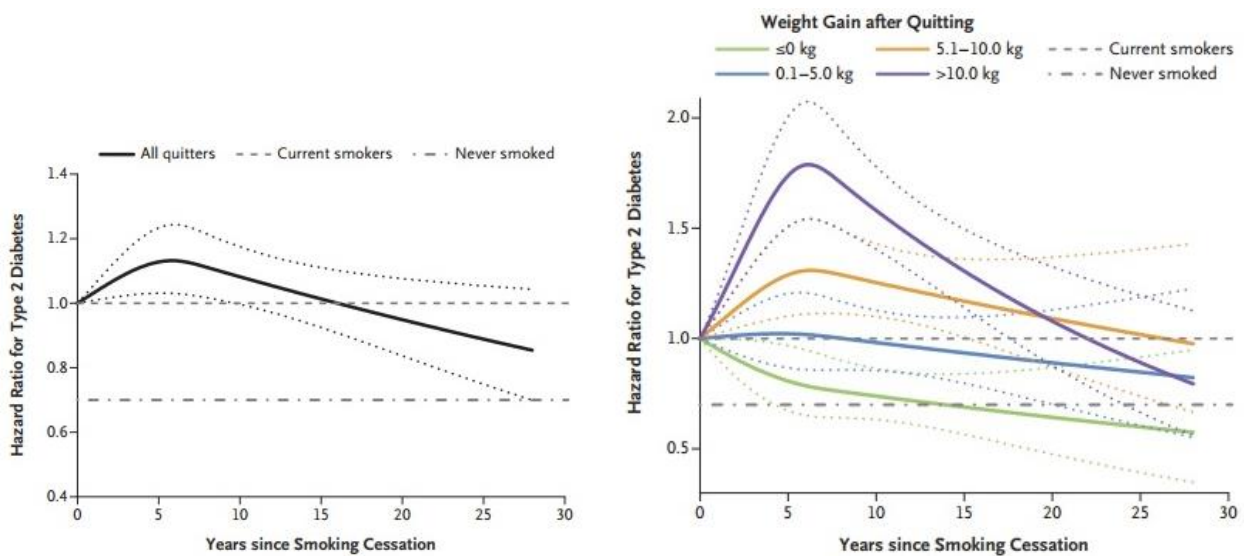 All quitters Current smokers Never smoked
1.4
1.2
1.0
0.8
0.6
0.4
0 5 10 15 20 25 30
Hazard Ratio for Type 2 Diabetes
Years since Smoking Cessation
Weight Gain after Quitting
≤0 kg 5.1–10.0 kg Current smokers
0.1–5.0 kg >10.0 kg Never smoked
2.0
1.5
1.0
0.5
0 5 10 15 20 25 30
Hazard Ratio for Type 2 Diabetes
Years since Smoking Cessation